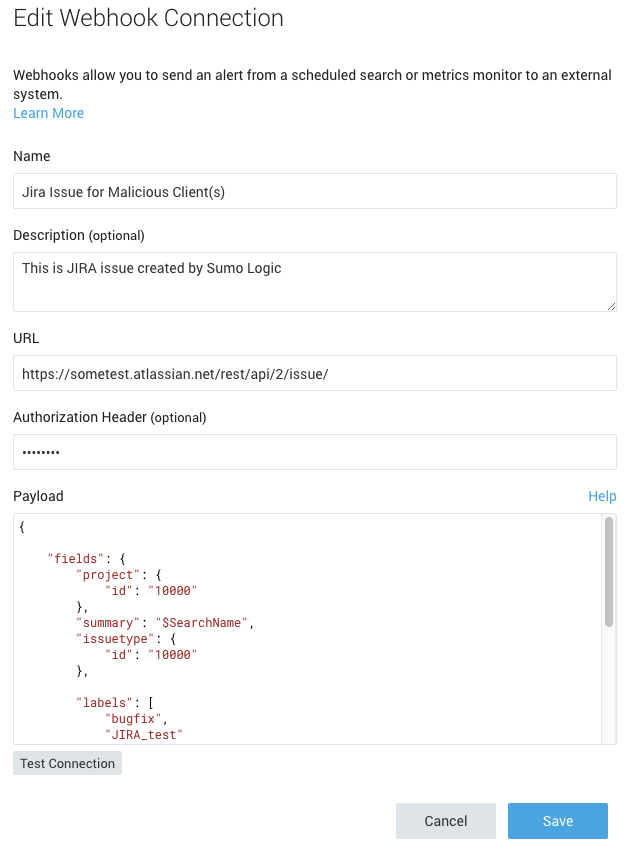 Edit Webhook Connection
Webhooks allow you to send an alert from a scheduled search or metrics monitor to an external
system.
Learn More
Name
Jira Issue for Malicious Client(s)
Description (optional)
This is JIRA issue created by Sumo Logic
URL
https://sometest.atlassian.net/rest/api/2/issue/
Authorization Header (optional)
••••••••
Payload Help
{
"fields": {
"project": {
"id": "10000"
},
"summary": "$SearchName",
"issuetype": {
"id": "10000"
},
"labels": [
"bugfix",
"JIRA_test"
Test Connection
Cancel Save